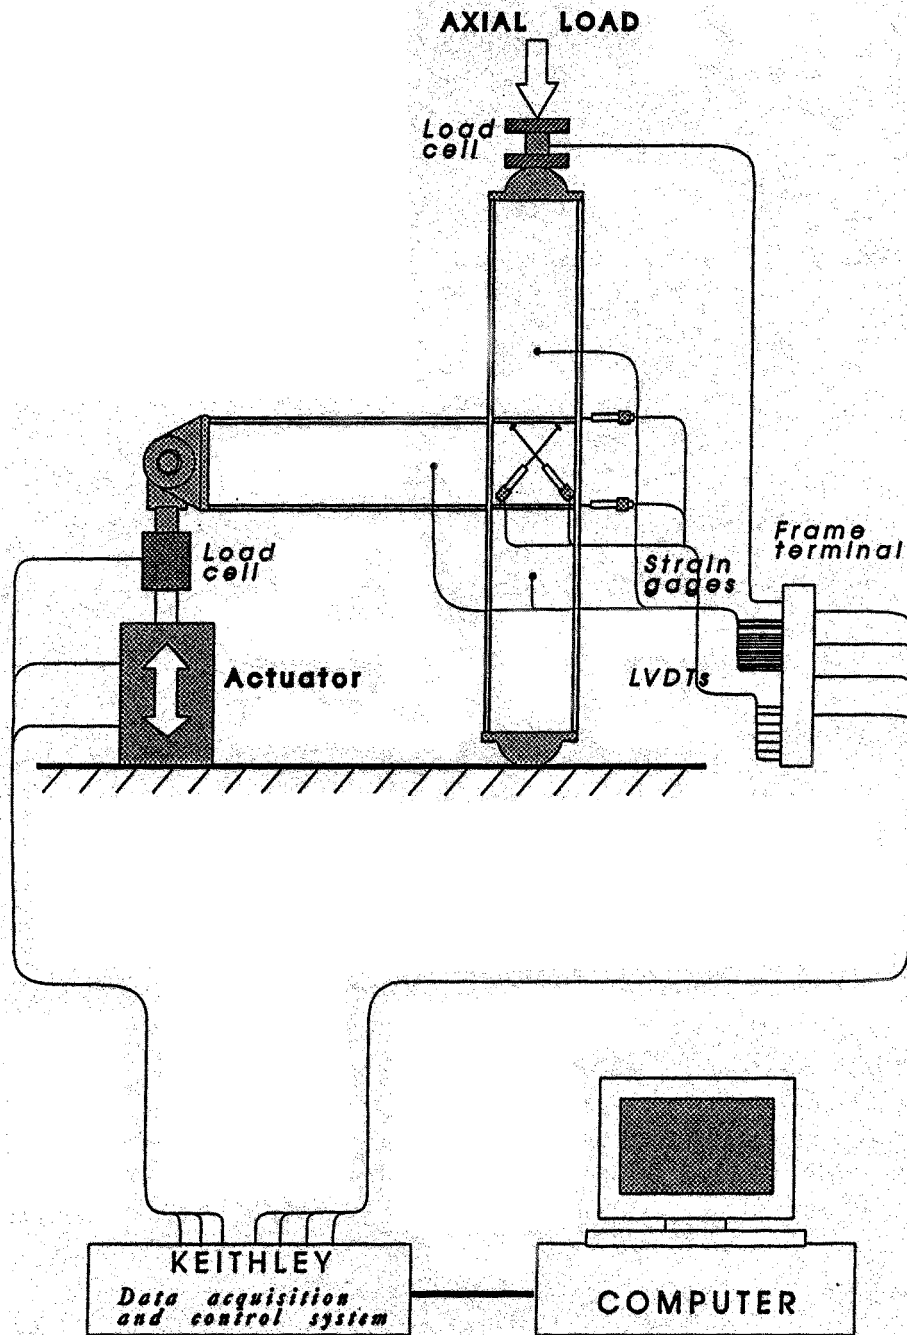 AXIAL LOAD
Load
cell
Frame
terminal
Load
cell
Strain
gages
Actuator
LVDTs
KEITHLEY
Data acquisition
and control system
COMPUTER